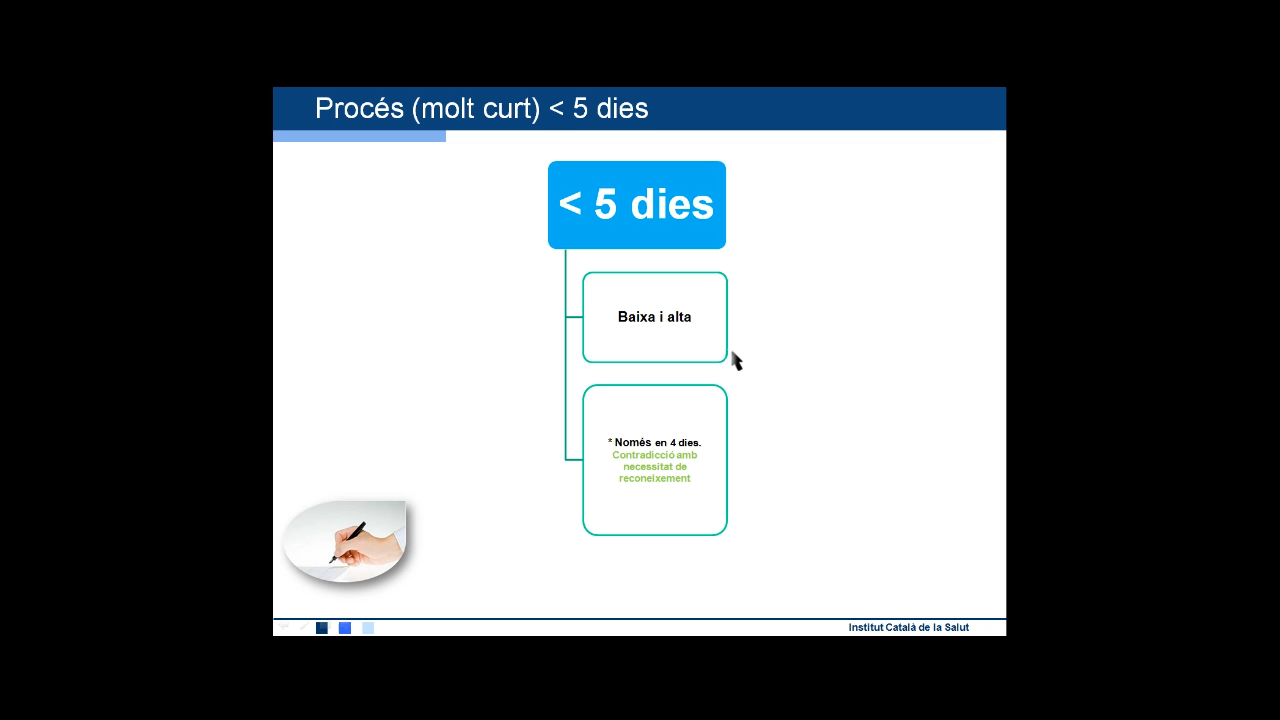 Procés (molt curt) < 5 dies
< 5 dies
Baixa i alta
* Només en 4 dies.
Contradicció amb
necessitat de
reconeixement
Institut Català de la Salut